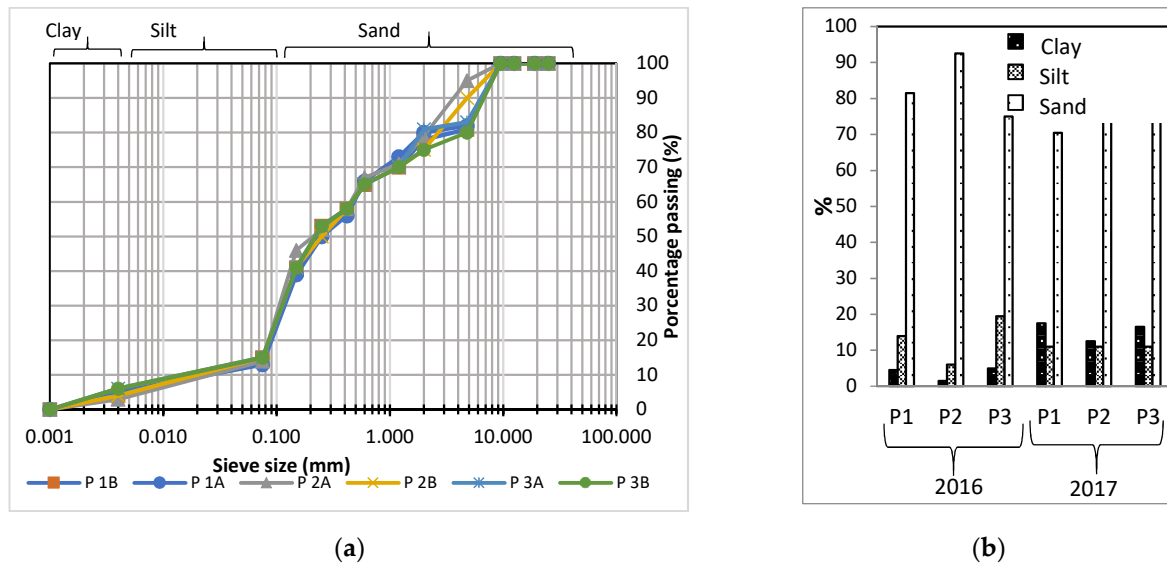 Clay Silt Sand
100
90
80
70
60
50
40
30
20
10
0
Porcentage passing (%)
0.001 0.010 0.100 1.000 10.000 100.000
Sieve size (mm)
P 1B P 1A P 2A P 2B P 3A P 3B
(a)
%
100
90
80
70
60
50
40
30
20
10
0
%
Clay
Silt
Sand
P1 P2 P3 P1 P2 P3
2016 2017
(b)